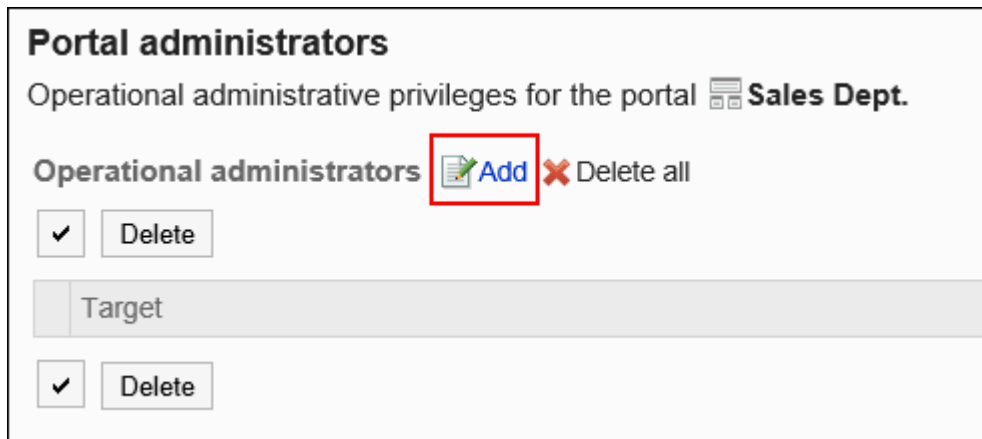 Portal administrators
Operational administrative privileges for the portal Sales Dept.
Operational administrators Add Delete all
Delete
Target
Delete